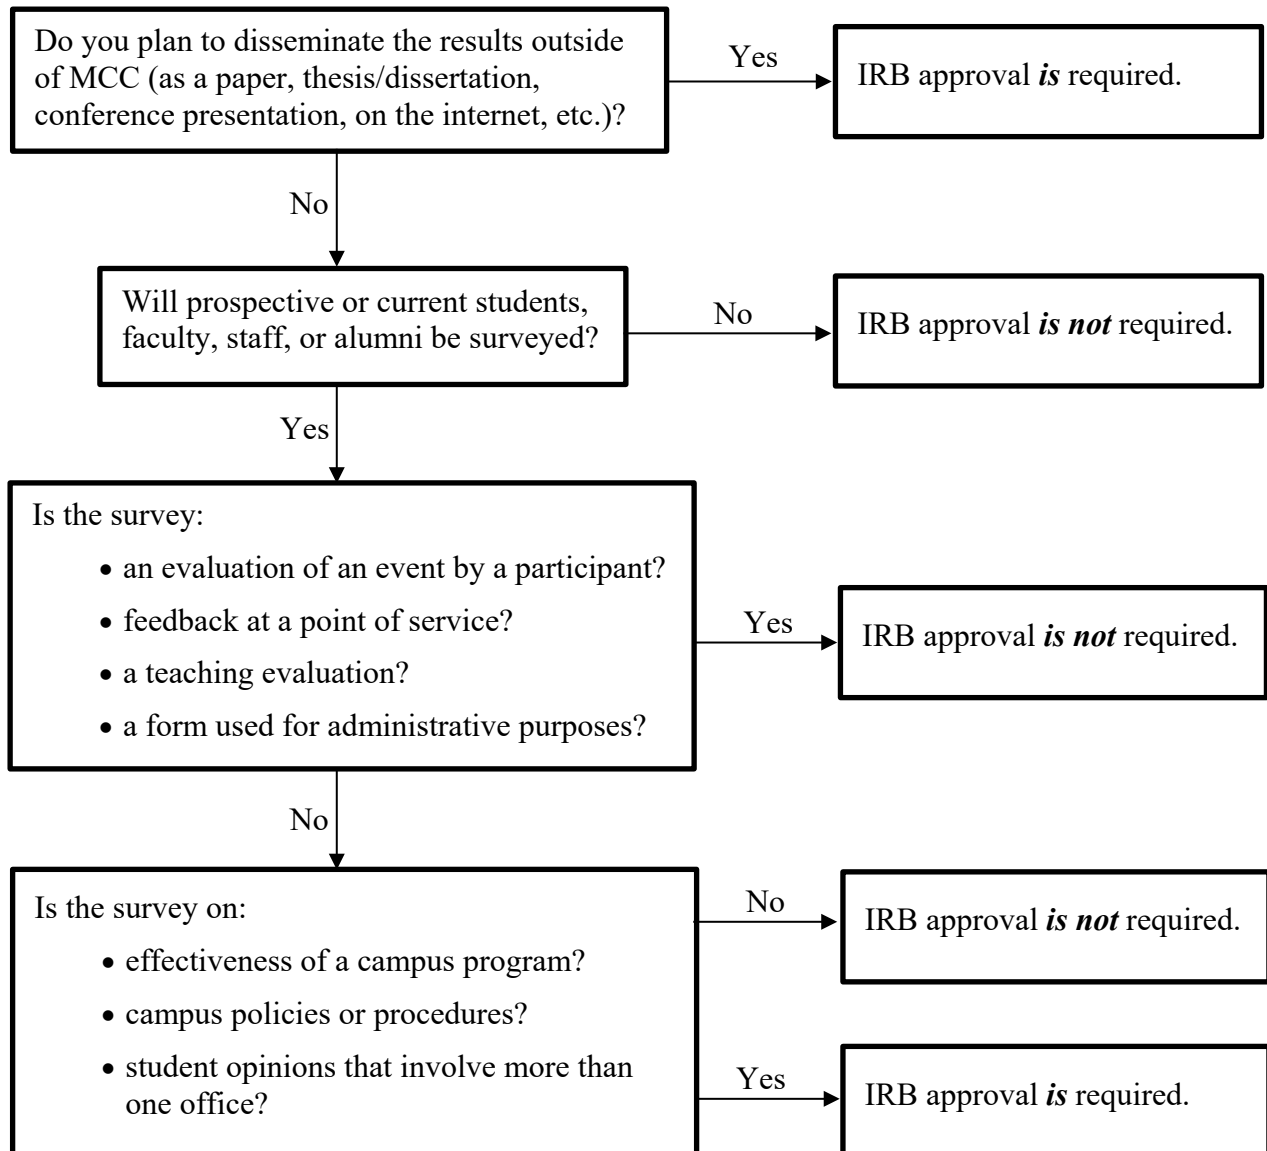 Do you plan to disseminate the results outside
of MCC (as a paper, thesis/dissertation,
conference presentation, on the internet, etc.)?
Yes
IRB approval is required.
No
Will prospective or current students,
faculty, staff, or alumni be surveyed?
No
IRB approval is not required.
Yes
Is the survey:
• an evaluation of an event by a participant?
• feedback at a point of service?
• a teaching evaluation?
• a form used for administrative purposes?
Yes
IRB approval is not required.
No
Is the survey on:
• effectiveness of a campus program?
• campus policies or procedures?
• student opinions that involve more than
one office?
No
IRB approval is not required.
Yes
IRB approval is required.